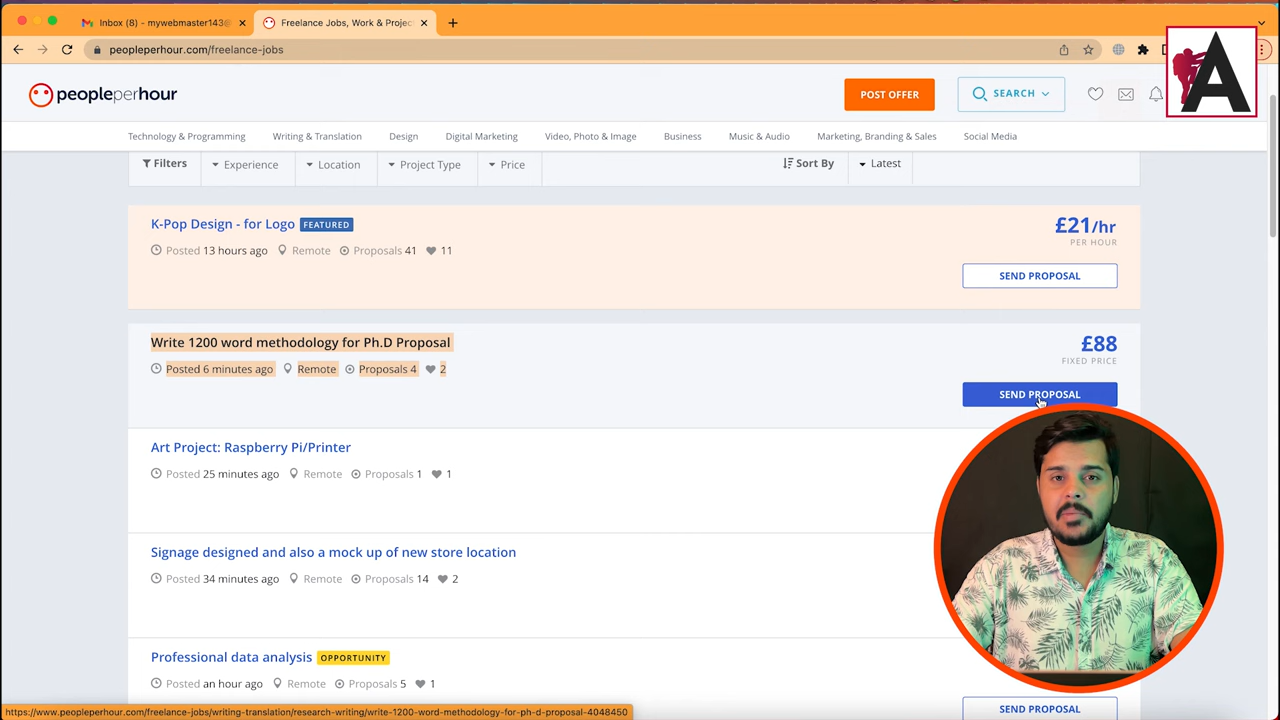 Inbox (8) - mywebmaster143@
Freelance Jobs, Work & Projec
peopleperhour.com/freelance-jobs
A
peopleperhour
POST OFFER
SEARCH
Technology & Programming
Writing & Translation
Design
Digital Marketing
Video, Photo & Image
Business
Music & Audio
Marketing, Branding & Sales
Social Media
Filters
Experience
Location
Project Type
Price
Sort By
Latest
K-Pop Design - for Logo FEATURED
£21/hr
PER HOUR
Posted 13 hours ago Remote Proposals 41 11
SEND PROPOSAL
Write 1200 word methodology for Ph.D Proposal
£88
FIXED PRICE
Posted 6 minutes ago Remote Proposals 4 2
SEND PROPOSAL
Art Project: Raspberry Pi/Printer
Posted 25 minutes ago Remote Proposals 1 1
Signage designed and also a mock up of new store location
Posted 34 minutes ago Remote Proposals 14 2
Professional data analysis OPPORTUNITY
Posted an hour ago Remote Proposals 5 1
SEND PROPOSAL
https://www.peopleperhour.com/freelance-jobs/writing-translation/research-writing/write-1200-word-methodology-for-ph-d-proposal-4048450